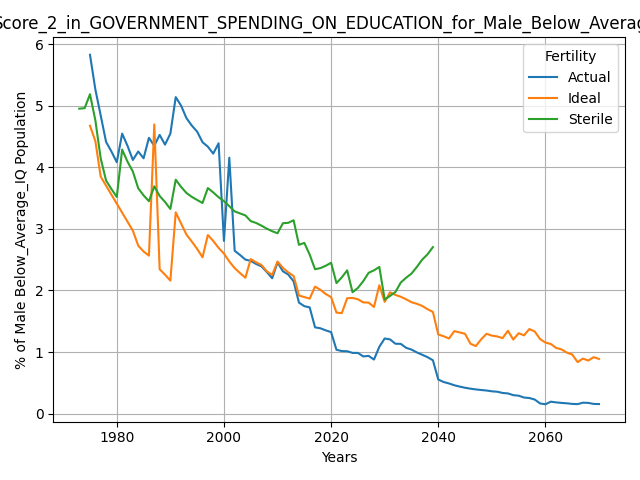 Score_2_in_GOVERNMENT_SPENDING_ON_EDUCATION_for_Male_Below_Average
Fertility
Actual
Ideal
Sterile
% of Male Below_Average_IQ Population
6
5
4
3
2
1
0
1980 2000 2020 2040 2060
Years